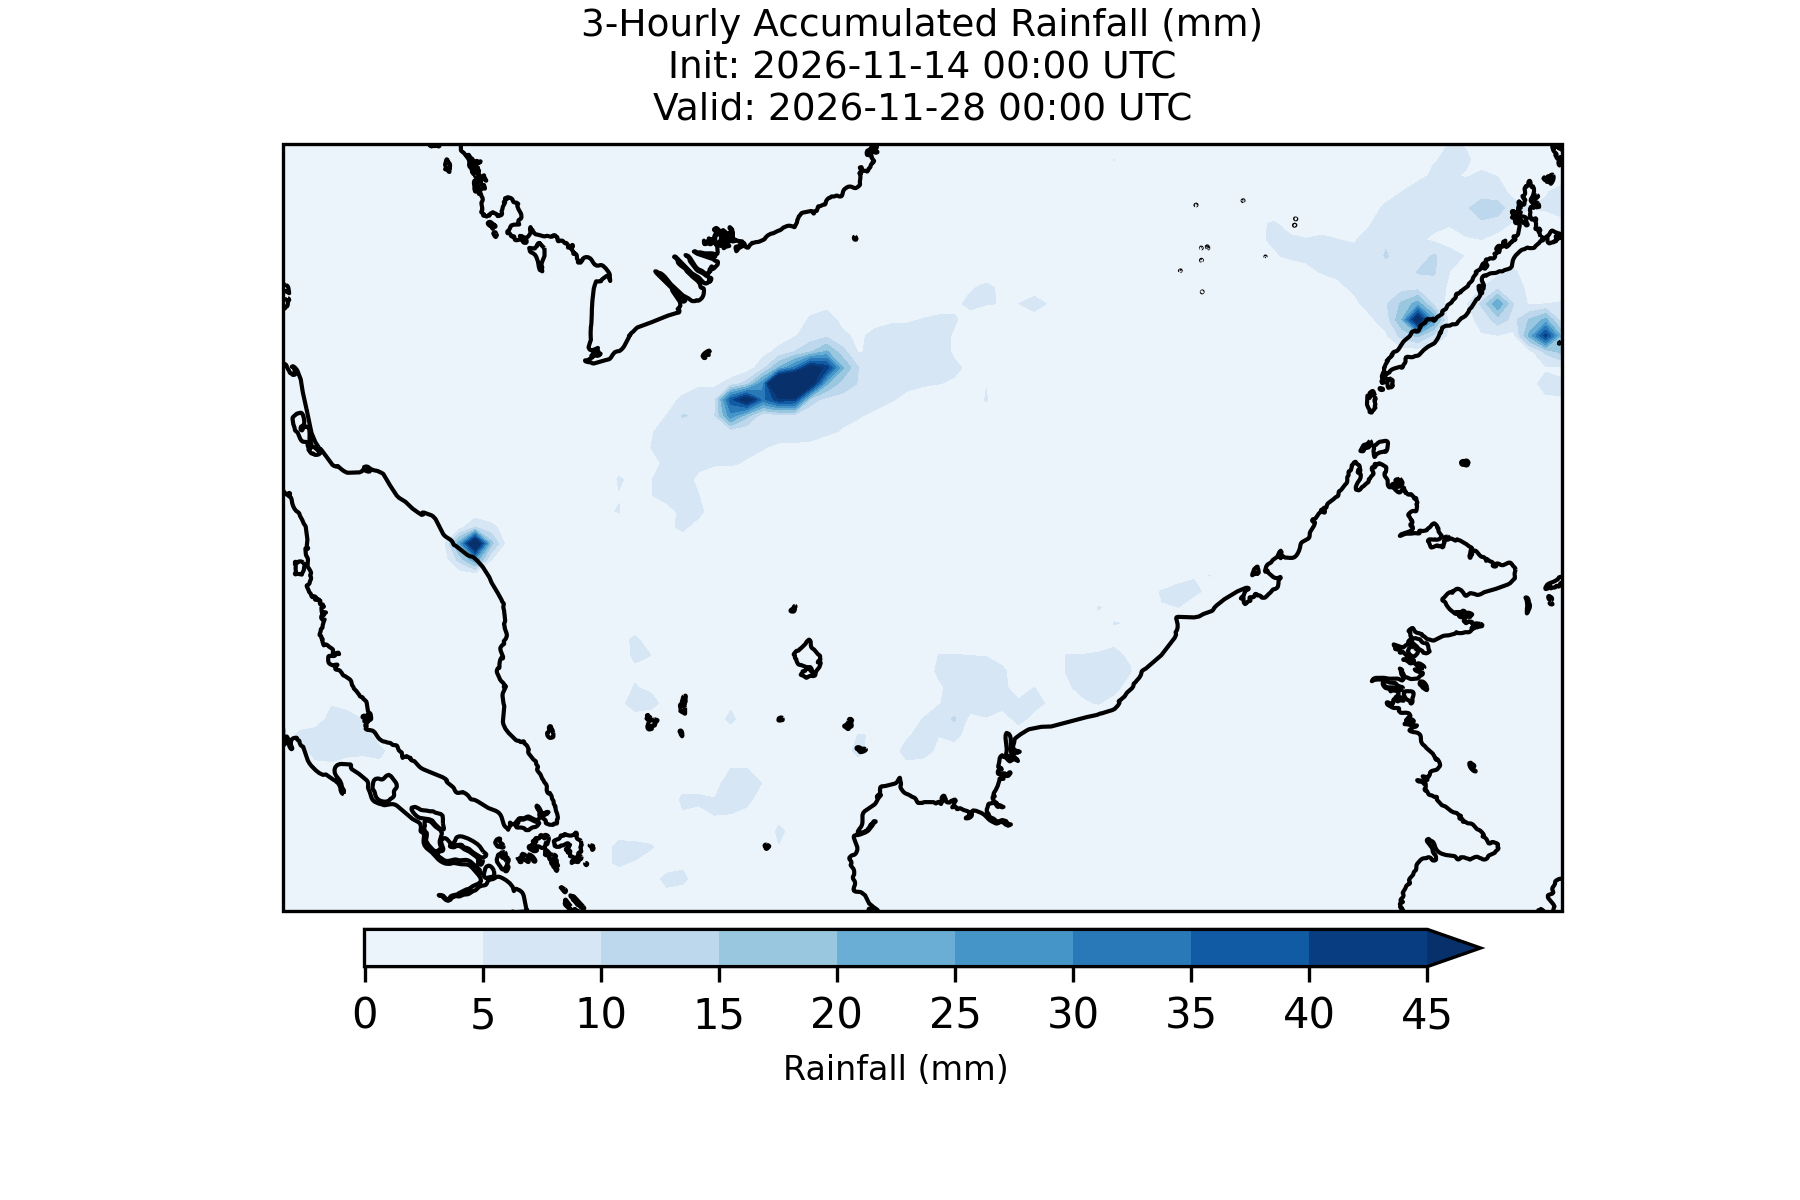 3-Hourly Accumulated Rainfall (mm)
Init: 2026-11-14 00:00 UTC
Valid: 2026-11-28 00:00 UTC
0 5 10 15 20 25 30 35 40 45
Rainfall (mm)